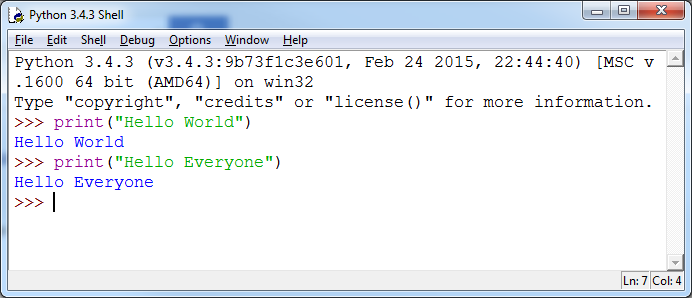 Python 3.4.3 Shell
File Edit Shell Debug Options Window Help
Python 3.4.3 (v3.4.3:9b73f1c3e601, Feb 24 2015, 22:44:40) [MSC v
.1600 64 bit (AMD64)] on win32
Type "copyright", "credits" or "license()" for more information.
>>> print("Hello World")
Hello World
>>> print("Hello Everyone")
Hello Everyone
>>>
Ln: 7 Col: 4